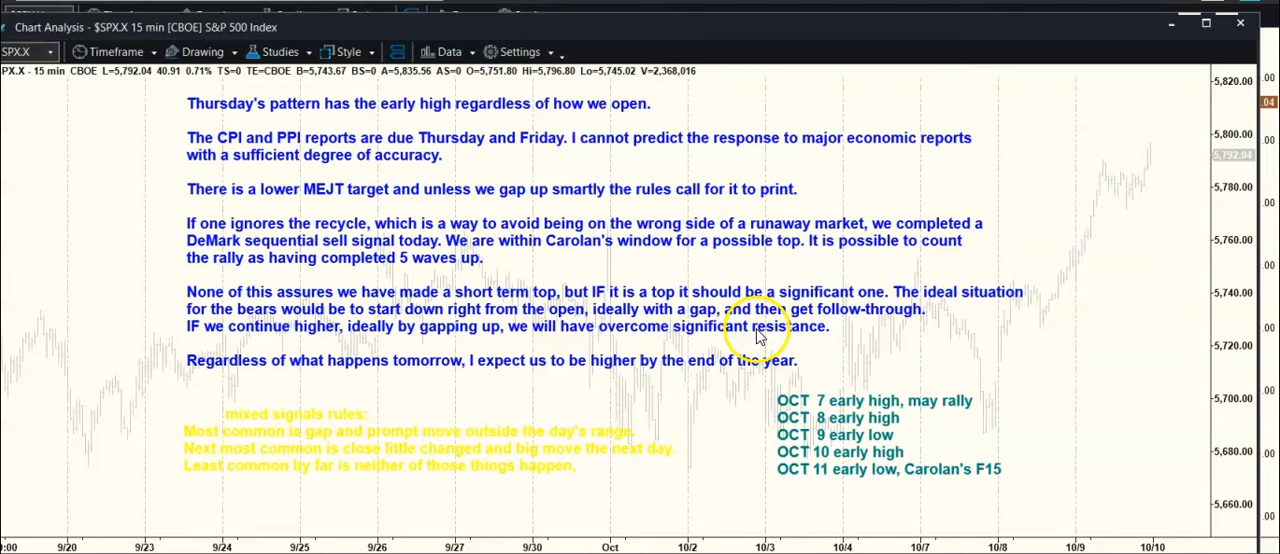 Chart Analysis - $SPX.X 15 min [CBOE] S&P 500 Index
SPX.X Timeframe Drawing Studies Style Data Settings
PX.X - 15 min CBOE L=5,792.04 40.91 0.71% TS=0 TE=CBOE B=5,743.67 BS=0 A=5,835.56 AS=0 O=5,751.80 Hi=5,796.80 Lo=5,745.02 V=2,368,016
Thursday's pattern has the early high regardless of how we open.
The CPI and PPI reports are due Thursday and Friday. I cannot predict the response to major economic reports
with a sufficient degree of accuracy.
There is a lower MEJT target and unless we gap up smartly the rules call for it to print.
If one ignores the recycle, which is a way to avoid being on the wrong side of a runaway market, we completed a
DeMark sequential sell signal today. We are within Carolan's window for a possible top. It is possible to count
the rally as having completed 5 waves up.
None of this assures we have made a short term top, but IF it is a top it should be a significant one. The ideal situation
for the bears would be to start down right from the open, ideally with a gap, and then get follow-through.
IF we continue higher, ideally by gapping up, we will have overcome significant resistance.
Regardless of what happens tomorrow, I expect us to be higher by the end of the year.
mixed signals rules:
Most common is gap and prompt move outside the day's range.
Next most common is close little changed and big move the next day.
Least common by far is neither of those things happen,
OCT 7 early high, may rally
OCT 8 early high
OCT 9 early low
OCT 10 early high
OCT 11 early low, Carolan's F15
5,820.00
5,800.00
5,792.04
5,780.00
5,760.00
5,740.00
5,720.00
5,700.00
5,680.00
5,660.00
.00
.04
.00
.00
.00
.00
.00
.00
.00
.00
0:00 9/20 9/23 9/24 9/25 9/26 9/27 9/30 Oct 10/2 10/3 10/4 10/7 10/8 10/9 10/10